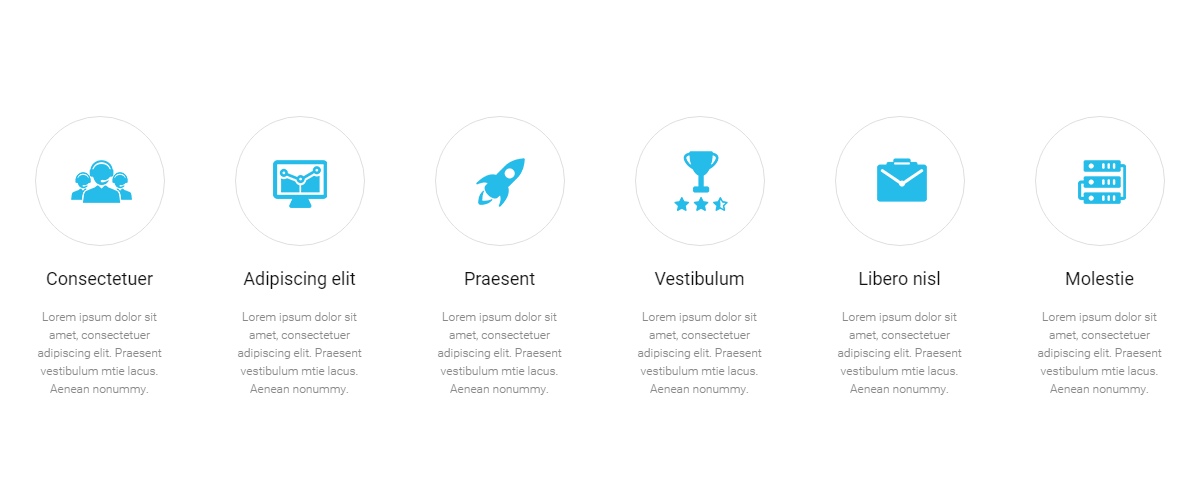 Consectetuer
Lorem ipsum dolor sit
amet, consectetuer
adipiscing elit. Praesent
vestibulum mtie lacus.
Aenean nonummy.
Adipiscing elit
Lorem ipsum dolor sit
amet, consectetuer
adipiscing elit. Praesent
vestibulum mtie lacus.
Aenean nonummy.
Praesent
Lorem ipsum dolor sit
amet, consectetuer
adipiscing elit. Praesent
vestibulum mtie lacus.
Aenean nonummy.
Vestibulum
Lorem ipsum dolor sit
amet, consectetuer
adipiscing elit. Praesent
vestibulum mtie lacus.
Aenean nonummy.
Libero nisl
Lorem ipsum dolor sit
amet, consectetuer
adipiscing elit. Praesent
vestibulum mtie lacus.
Aenean nonummy.
Molestie
Lorem ipsum dolor sit
amet, consectetuer
adipiscing elit. Praesent
vestibulum mtie lacus.
Aenean nonummy.